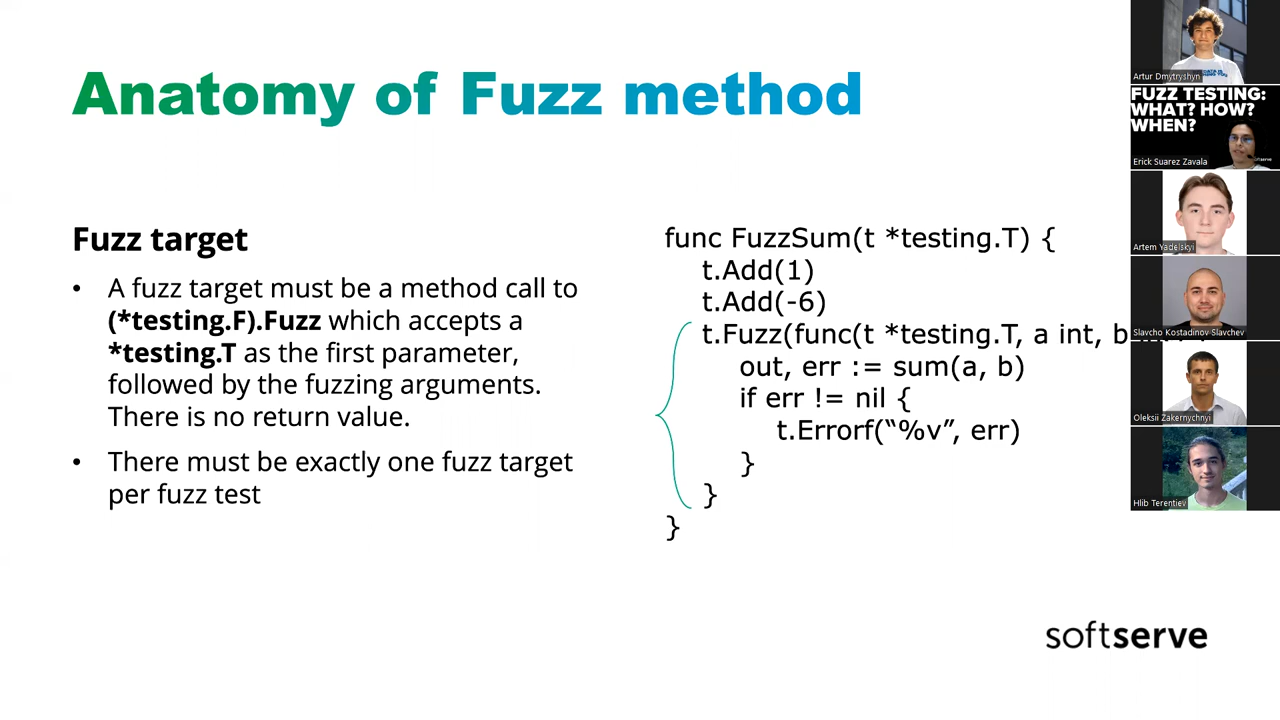 Anatomy of Fuzz method
Fuzz target
• A fuzz target must be a method call to
(*testing.F).Fuzz which accepts a
*testing.T as the first parameter,
followed by the fuzzing arguments.
There is no return value.
• There must be exactly one fuzz target
per fuzz test
func FuzzSum(t *testing.T) {
t.Add(1)
t.Add(-6)
t.Fuzz(func(t *testing.T, a int, b
out, err := sum(a, b)
if err != nil {
t.Errorf(“%v”, err)
}
}
}
softserve
Artur Dmytryshyn
FUZZ TESTING:
WHAT? HOW?
WHEN?
Erick Suarez Zavala
Artem Yadelskyi
Slavcho Kostadinov Slavchev
Oleksii Zakernychnyi
Hlib Terentiev